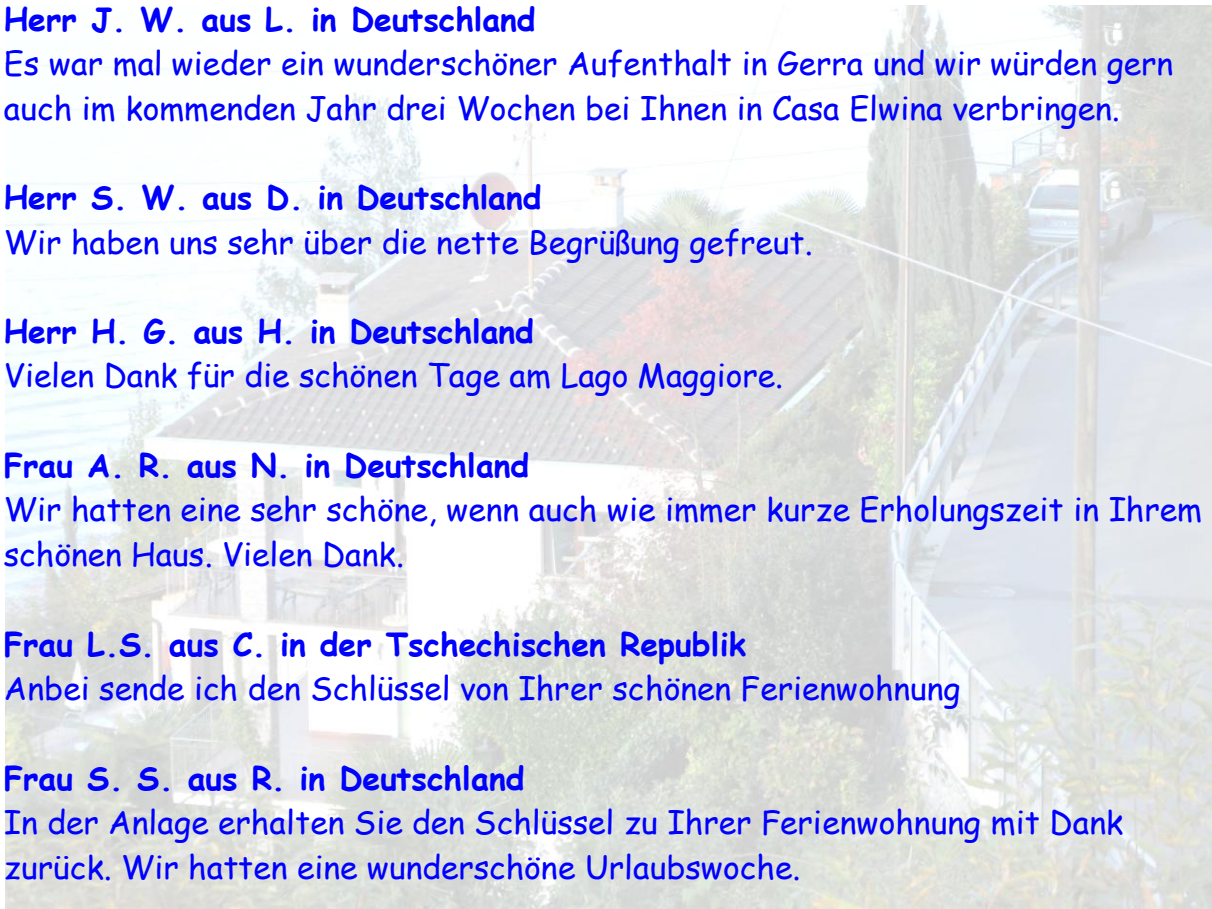 Herr J. W. aus L. in Deutschland
Es war mal wieder ein wunderschöner Aufenthalt in Gerra und wir würden gern
auch im kommenden Jahr drei Wochen bei Ihnen in Casa Elwina verbringen.
Herr S. W. aus D. in Deutschland
Wir haben uns sehr über die nette Begrüßung gefreut.
Herr H. G. aus H. in Deutschland
Vielen Dank für die schönen Tage am Lago Maggiore.
Frau A. R. aus N. in Deutschland
Wir hatten eine sehr schöne, wenn auch wie immer kurze Erholungszeit in Ihrem
schönen Haus. Vielen Dank.
Frau L.S. aus C. in der Tschechischen Republik
Anbei sende ich den Schlüssel von Ihrer schönen Ferienwohnung
Frau S. S. aus R. in Deutschland
In der Anlage erhalten Sie den Schlüssel zu Ihrer Ferienwohnung mit Dank
zurück. Wir hatten eine wunderschöne Urlaubswoche.